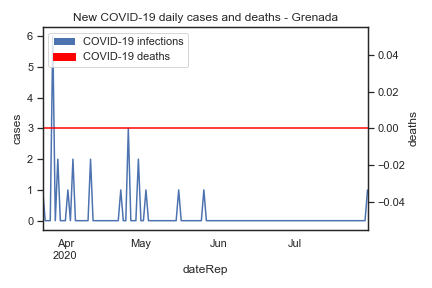 New COVID-19 daily cases and deaths - Grenada
COVID-19 infections
COVID-19 deaths
cases
6
5
4
3
2
1
0
deaths
0.04
0.02
0.00
−0.02
−0.04
Apr
2020
May
Jun
Jul
dateRep